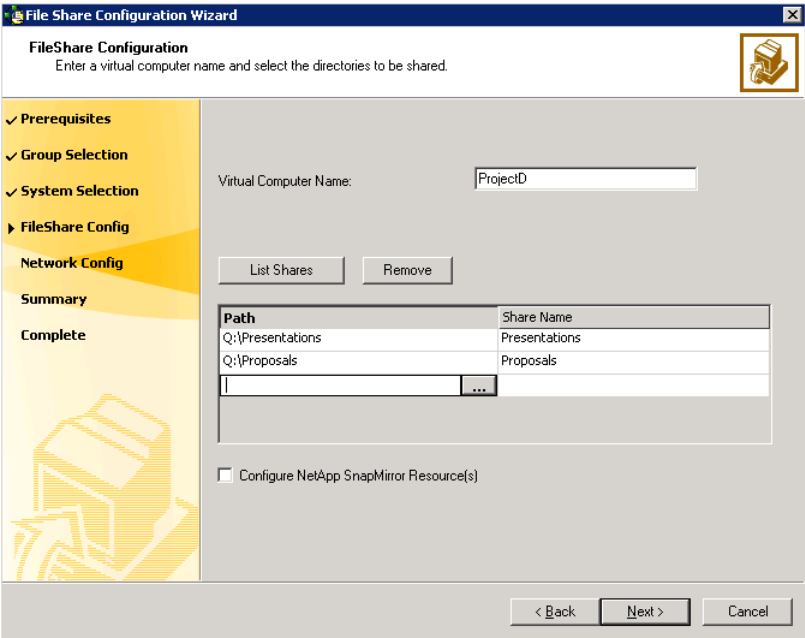 File Share Configuration Wizard
FileShare Configuration
Enter a virtual computer name and select the directories to be shared.
Prerequisites
Group Selection
System Selection
FileShare Config
Network Config
Summary
Complete
Virtual Computer Name: ProjectD
List Shares Remove
Path Share Name
Q:\Presentations Presentations
Q:\Proposals Proposals
...
Configure NetApp SnapMirror Resource(s)
< Back Next > Cancel